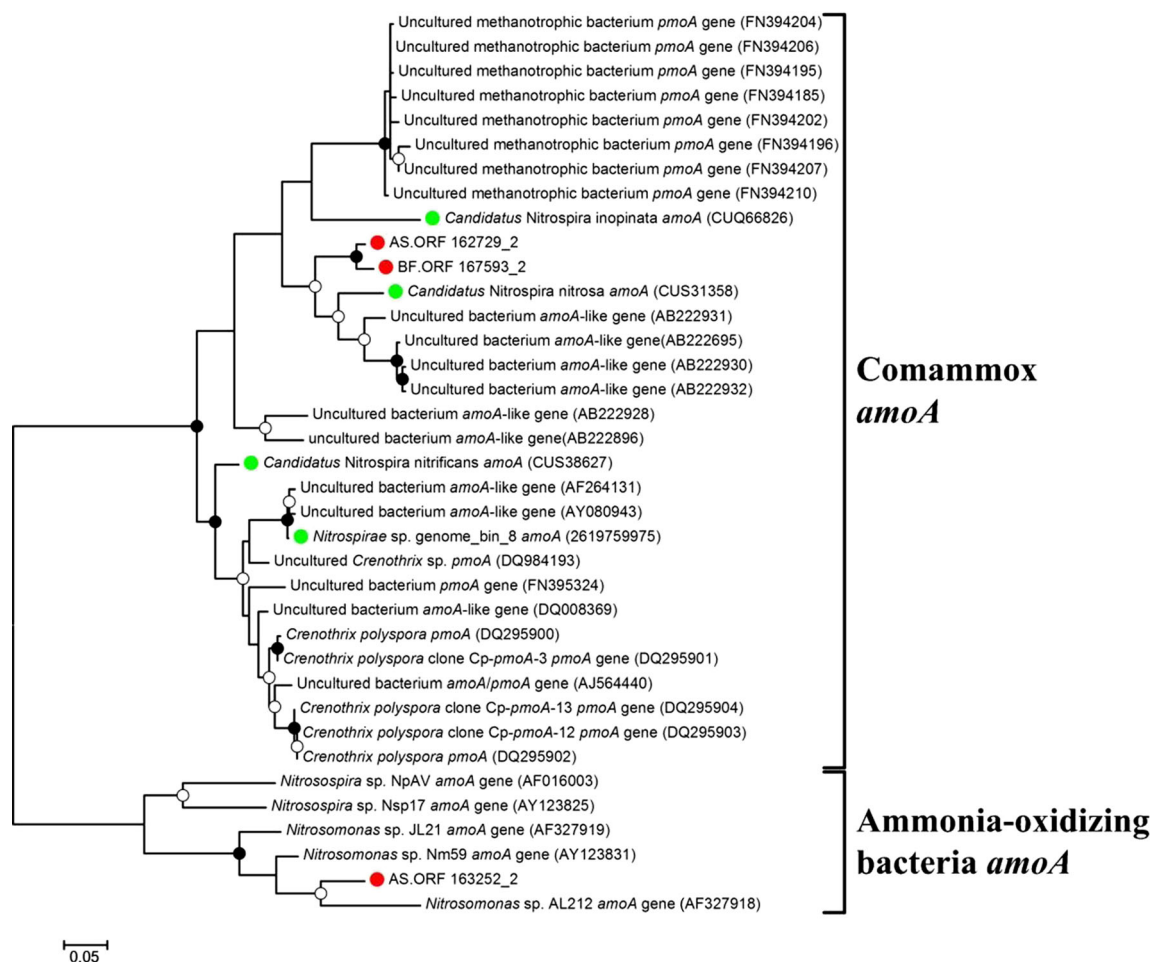 Uncultured methanotrophic bacterium pmoA gene (FN394204)
Uncultured methanotrophic bacterium pmoA gene (FN394206)
Uncultured methanotrophic bacterium pmoA gene (FN394195)
Uncultured methanotrophic bacterium pmoA gene (FN394185)
Uncultured methanotrophic bacterium pmoA gene (FN394202)
Uncultured methanotrophic bacterium pmoA gene (FN394196)
Uncultured methanotrophic bacterium pmoA gene (FN394207)
Uncultured methanotrophic bacterium pmoA gene (FN394210)
Candidatus Nitrospira inopinata amoA (CUQ66826)
AS.ORF 162729_2
BF.ORF 167593_2
Candidatus Nitrospira nitrosa amoA (CUS31358)
Uncultured bacterium amoA-like gene (AB222931)
Uncultured bacterium amoA-like gene(AB222695)
Uncultured bacterium amoA-like gene (AB222930)
Uncultured bacterium amoA-like gene (AB222932)
Uncultured bacterium amoA-like gene (AB222928)
uncultured bacterium amoA-like gene(AB222896)
Candidatus Nitrospira nitrificans amoA (CUS38627)
Uncultured bacterium amoA-like gene (AF264131)
Uncultured bacterium amoA-like gene (AY080943)
Nitrospirae sp. genome_bin_8 amoA (2619759975)
Uncultured Crenothrix sp. pmoA (DQ984193)
Uncultured bacterium pmoA gene (FN395324)
Uncultured bacterium amoA-like gene (DQ008369)
Crenothrix polyspora pmoA (DQ295900)
Crenothrix polyspora clone Cp-pmoA-3 pmoA gene (DQ295901)
Uncultured bacterium amoA/pmoA gene (AJ564440)
Crenothrix polyspora clone Cp-pmoA-13 pmoA gene (DQ295904)
Crenothrix polyspora clone Cp-pmoA-12 pmoA gene (DQ295903)
Crenothrix polyspora pmoA (DQ295902)
Comammox
amoA
Nitrosospira sp. NpAV amoA gene (AF016003)
Nitrosospira sp. Nsp17 amoA gene (AY123825)
Nitrosomonas sp. JL21 amoA gene (AF327919)
Nitrosomonas sp. Nm59 amoA gene (AY123831)
AS.ORF 163252_2
Nitrosomonas sp. AL212 amoA gene (AF327918)
Ammonia-oxidizing
bacteria amoA
0.05